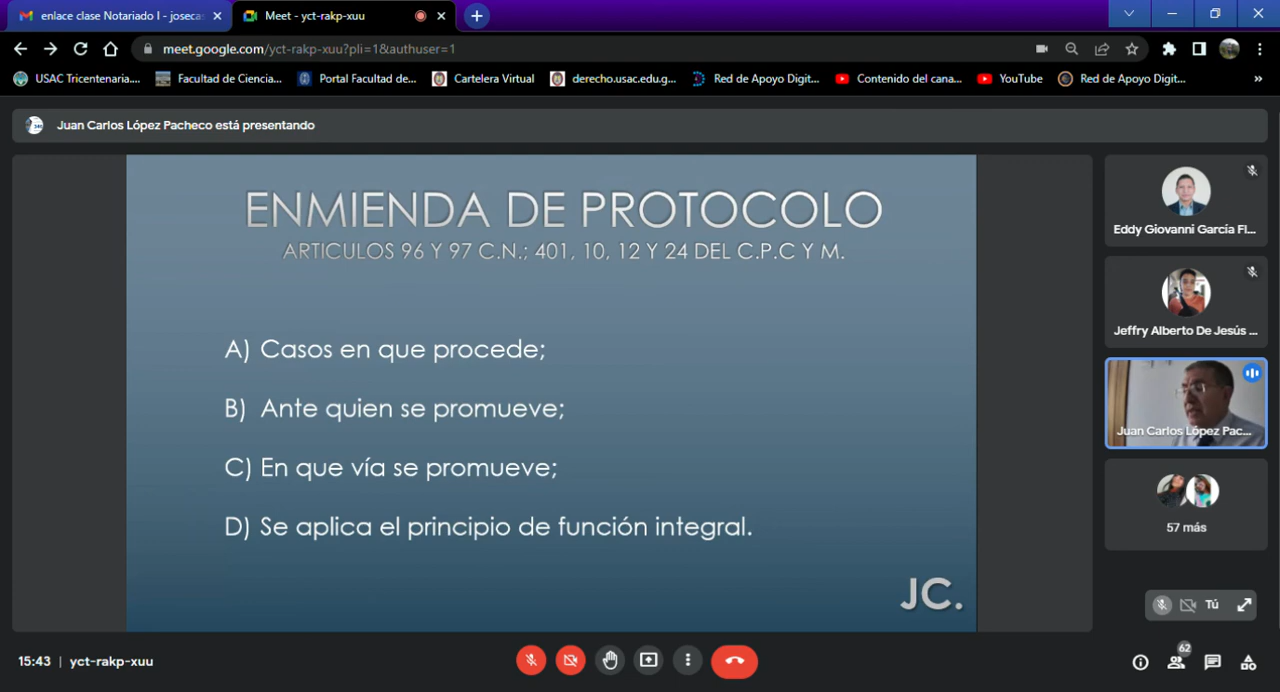 enlace clase Notariado I - joseca
Meet - yct-rakp-xuu
meet.google.com/yct-rakp-xuu?pli=1&authuser=1
USAC Tricentenaria....
Facultad de Ciencia...
Portal Facultad de...
Cartelera Virtual
derecho.usac.edu.g...
Red de Apoyo Digit...
Contenido del cana...
YouTube
Red de Apoyo Digit...
»
Juan Carlos López Pacheco está presentando
ENMIENDA DE PROTOCOLO
ARTICULOS 96 Y 97 C.N.; 401, 10, 12 Y 24 DEL C.P.C Y M.
A) Casos en que procede;
B) Ante quien se promueve;
C) En que vía se promueve;
D) Se aplica el principio de función integral.
JC.
Eddy Giovanni García Fl...
Jeffry Alberto De Jesús ...
Juan Carlos López Pac...
57 más
Tú
15:43 | yct-rakp-xuu
62